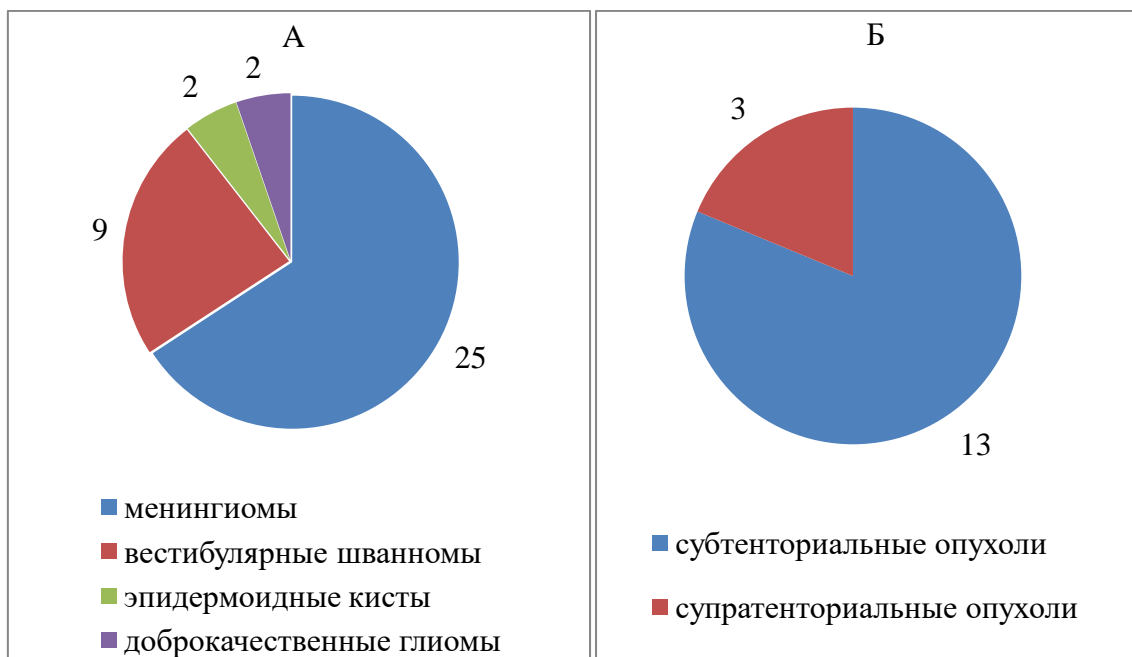 А
2
2
9
25
менингиомы
вестибулярные шванномы
эпидермоидные кисты
доброкачественные глиомы
Б
3
13
субтенториальные опухоли
супратенториальные опухоли